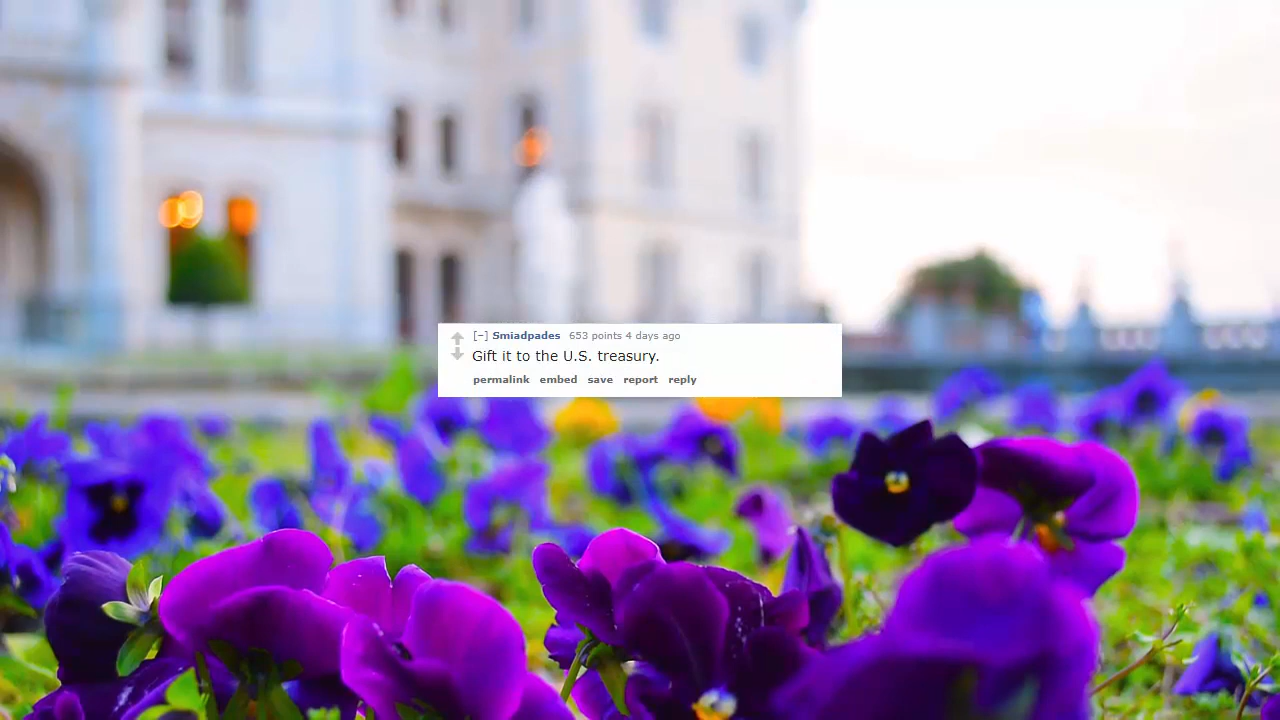 [–] Smiadpades 653 points 4 days ago
Gift it to the U.S. treasury.
permalink embed save report reply